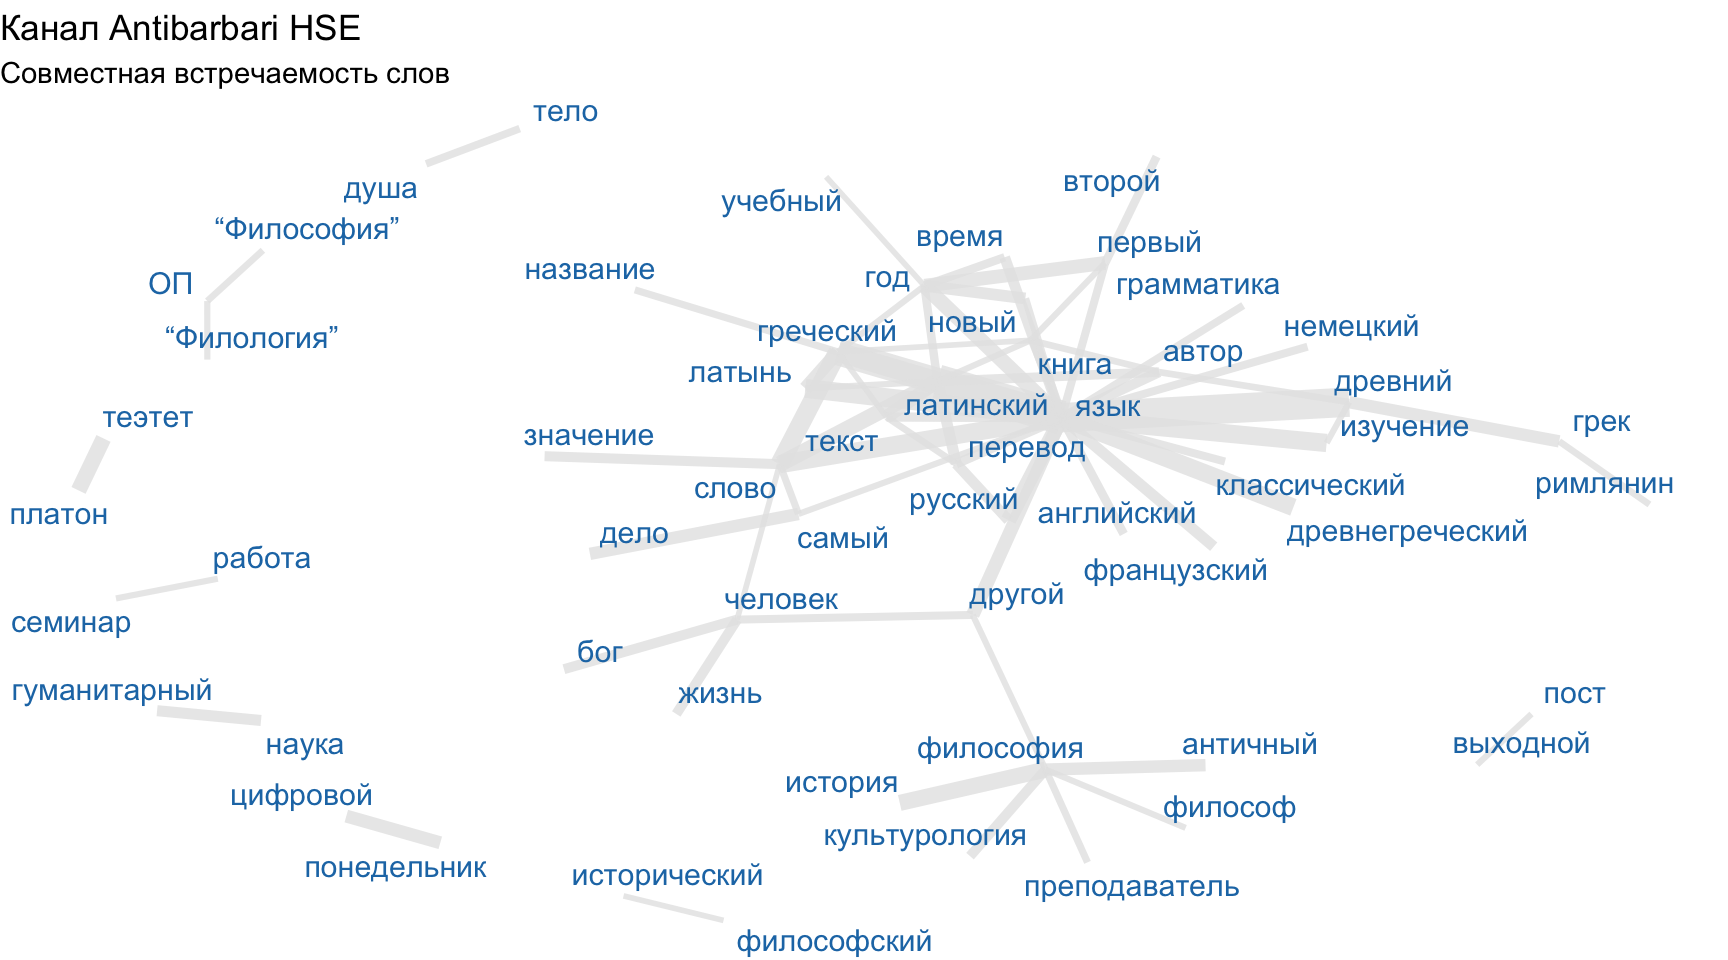 Канал Antibarbari HSE
Совместная встречаемость слов
тело
душа
второй
учебный
“Философия”
время
первый
название
год
ОП
грамматика
новый
немецкий
греческий
“Филология”
автор
книга
латынь
древний
латинский
язык
теэтет
грек
изучение
значение
текст
перевод
римлянин
классический
слово
русский
платон
английский
древнегреческий
дело
самый
работа
французский
другой
человек
семинар
бог
гуманитарный
жизнь
пост
наука
философия
античный
выходной
история
цифровой
философ
культурология
понедельник
исторический
преподаватель
философский